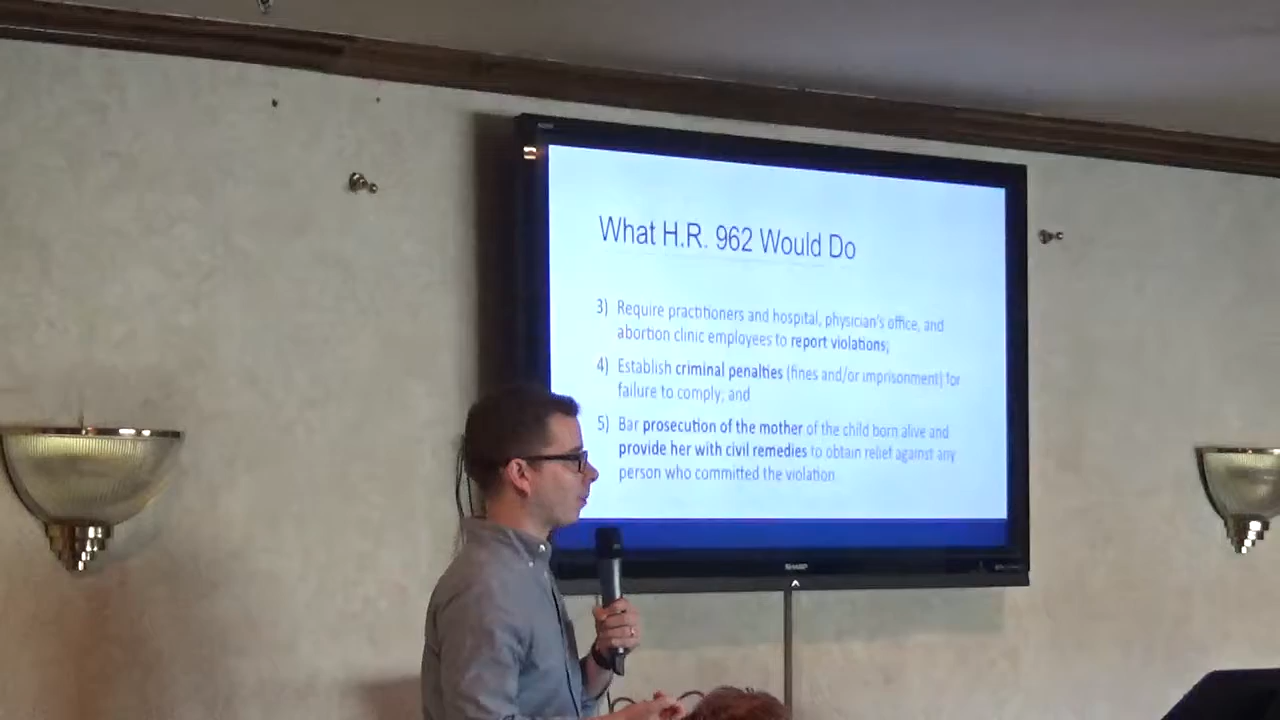 What H.R. 962 Would Do
3) Require practitioners and hospital, physician's office, and
abortion clinic employees to report violations;
4) Establish criminal penalties (fines and/or imprisonment) for
failure to comply; and
5) Bar prosecution of the mother of the child born alive and
provide her with civil remedies to obtain relief against any
person who committed the violation.
SHARP